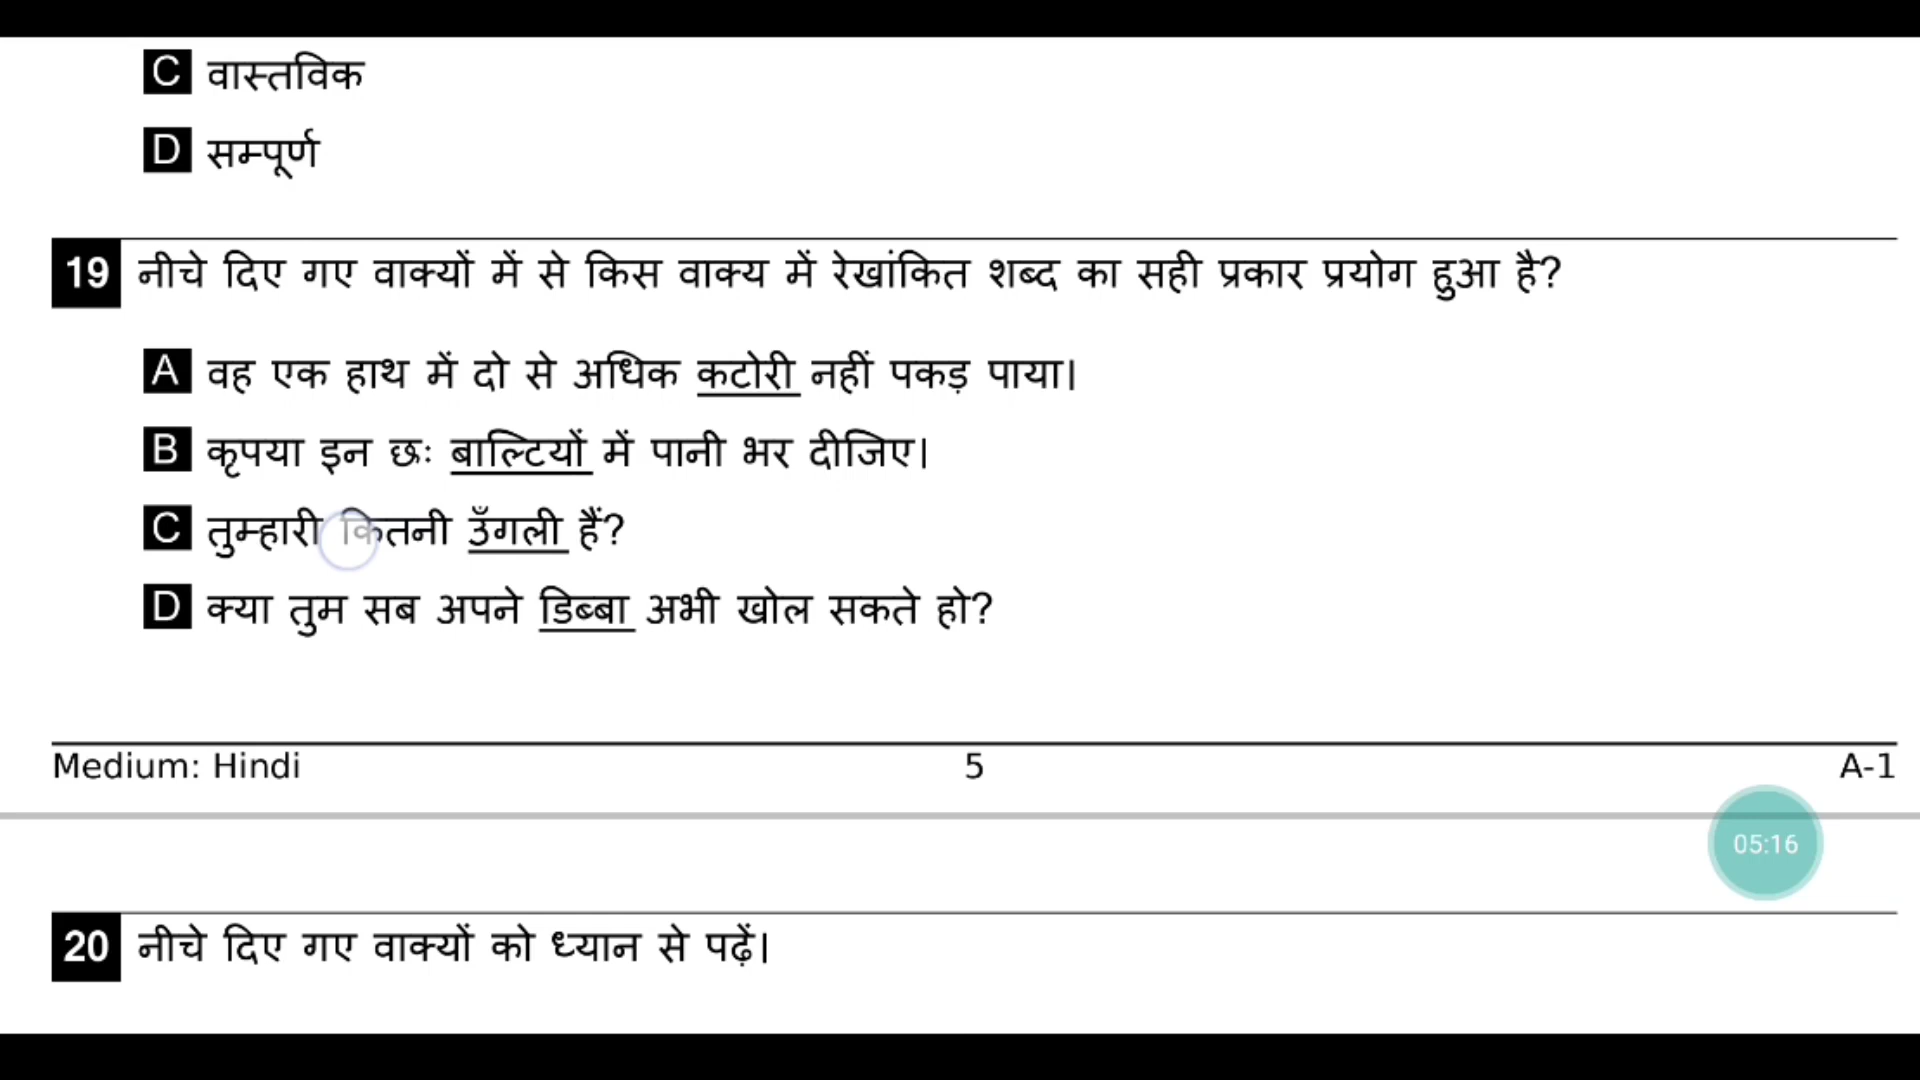 C वास्तविक
D सम्पूर्ण
19 नीचे दिए गए वाक्यों में से किस वाक्य में रेखांकित शब्द का सही प्रकार प्रयोग हुआ है?
A वह एक हाथ में दो से अधिक कटोरी नहीं पकड़ पाया।
B कृपया इन छः बाल्टियों में पानी भर दीजिए।
C तुम्हारी कितनी उँगली हैं?
D क्या तुम सब अपने डिब्बा अभी खोल सकते हो?
Medium: Hindi 5 A-1
05:16
20 नीचे दिए गए वाक्यों को ध्यान से पढ़ें।